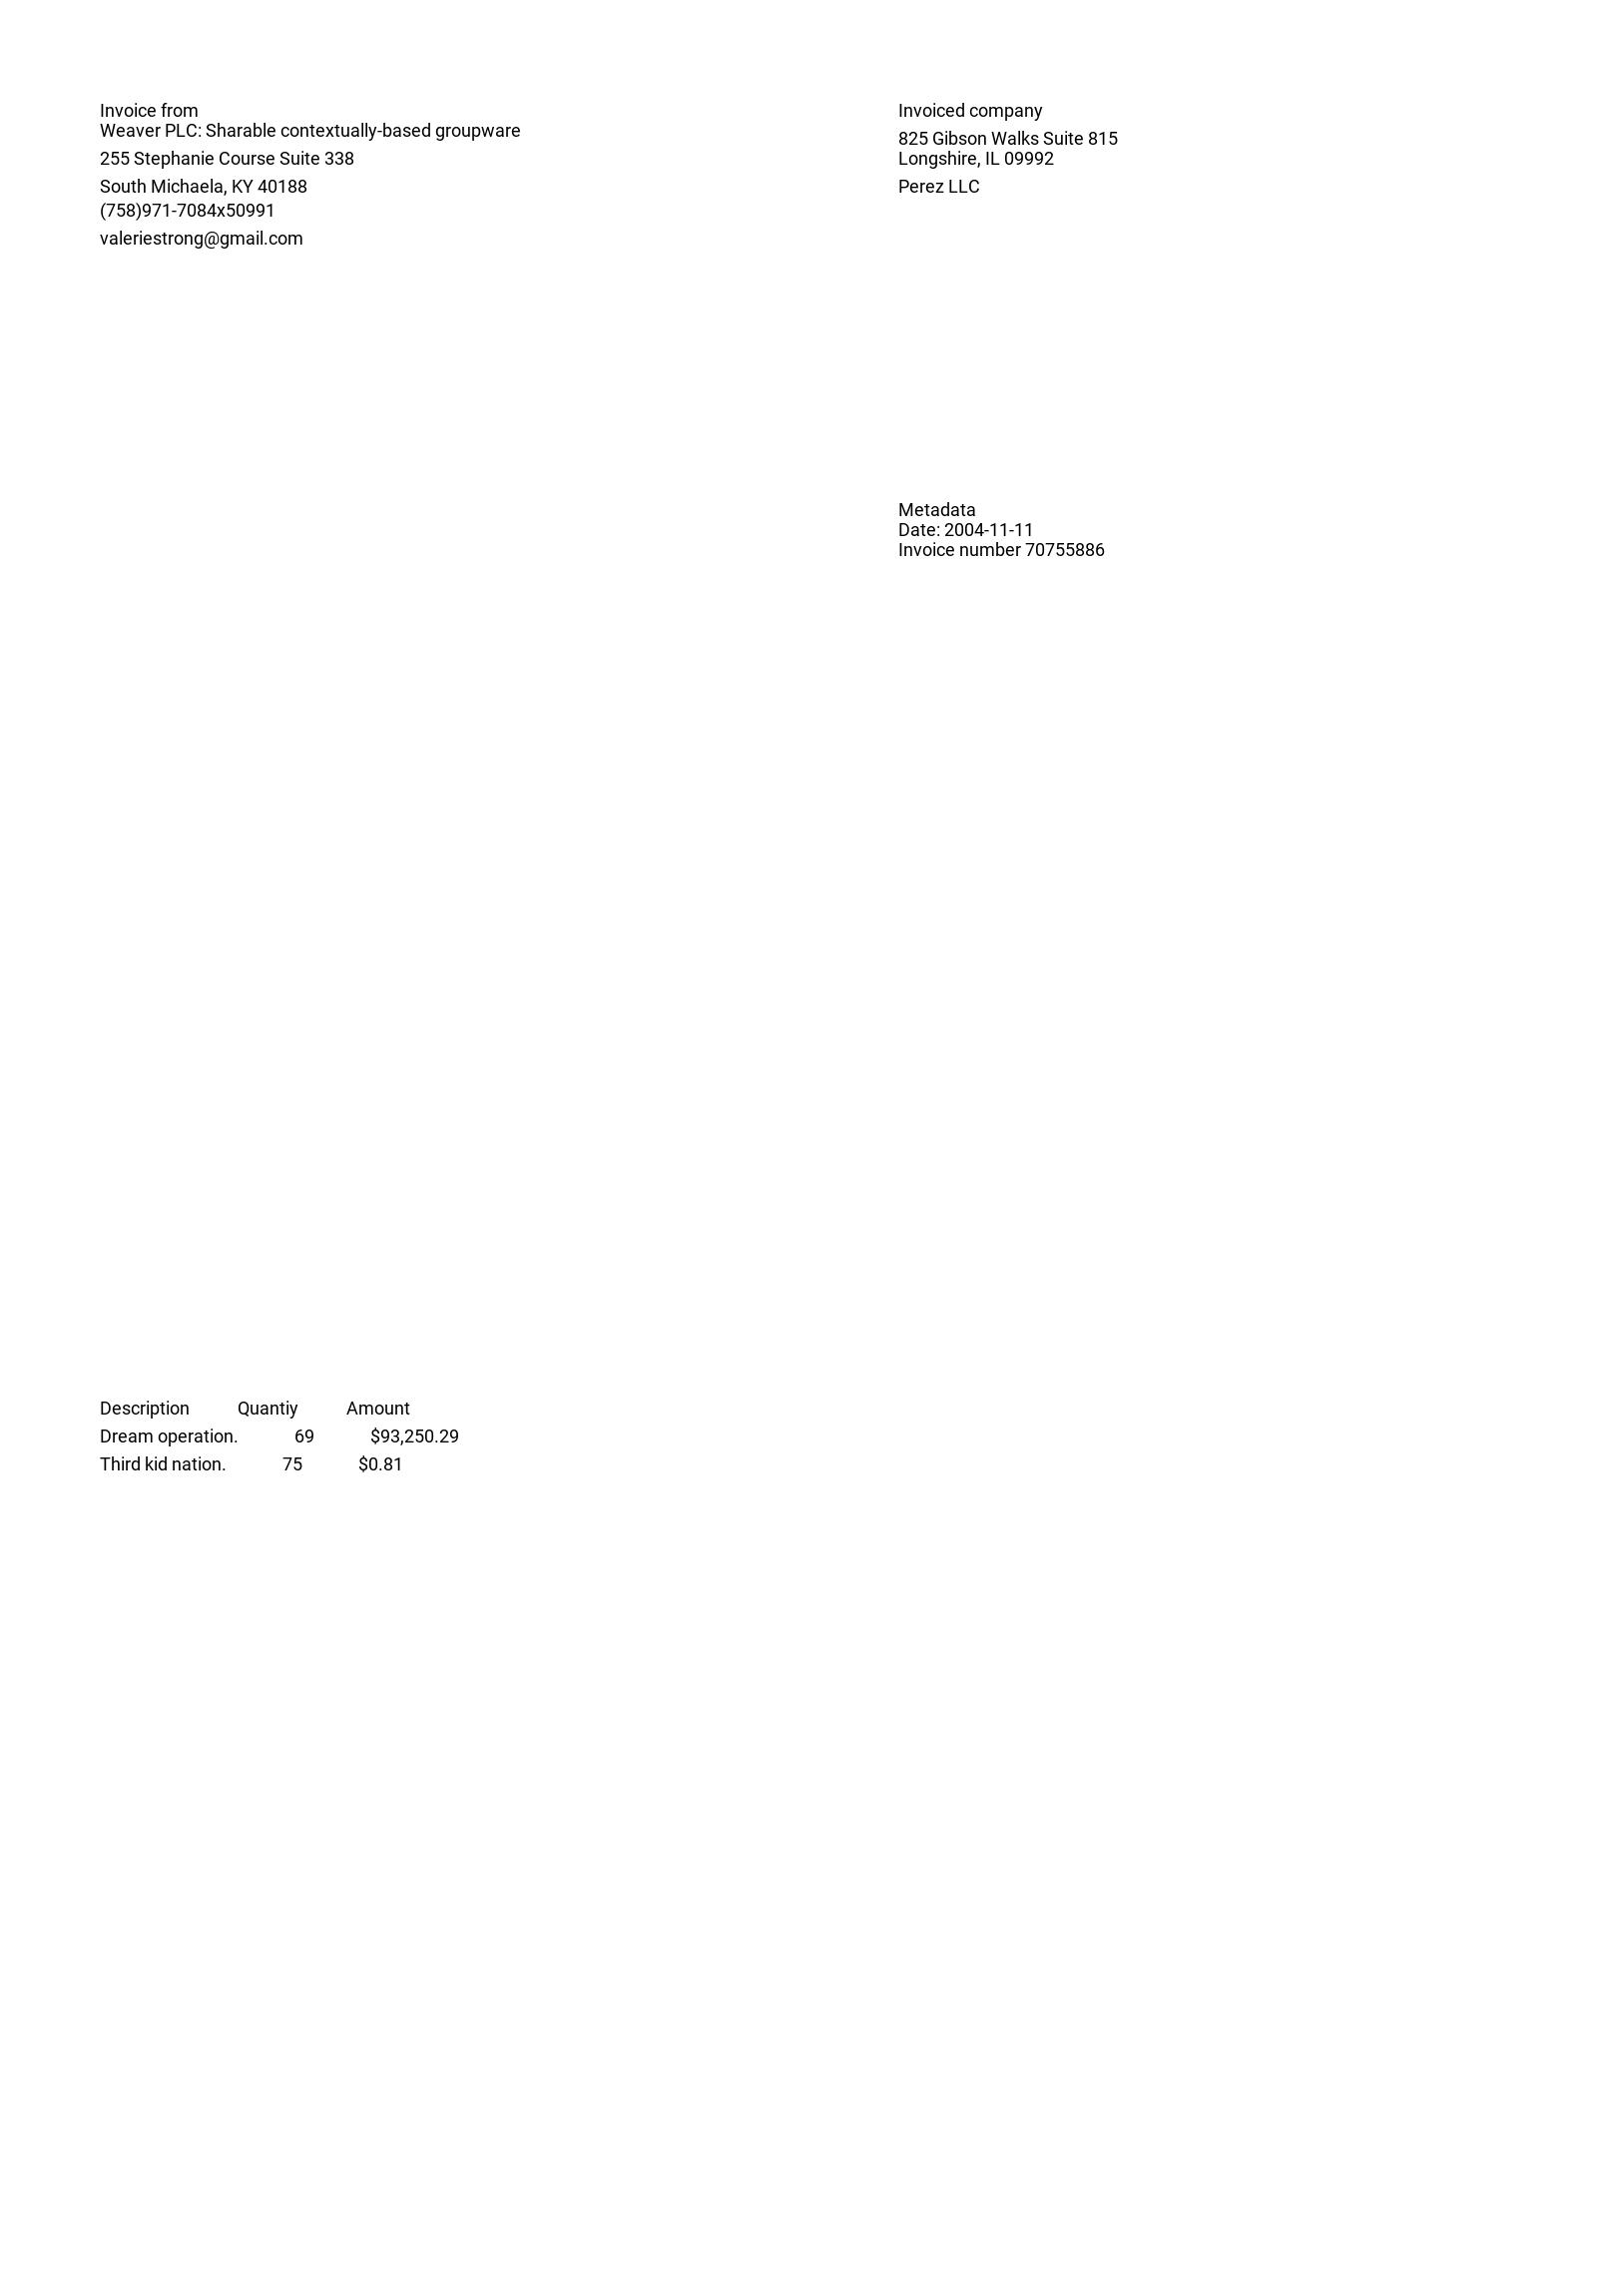 Invoice from
Weaver PLC: Sharable contextually-based groupware
255 Stephanie Course Suite 338
South Michaela, KY 40188
(758)971-7084x50991
valeriestrong@gmail.com
Invoiced company
825 Gibson Walks Suite 815
Longshire, IL 09992
Perez LLC
Metadata
Date: 2004-11-11
Invoice number 70755886
Description Quantiy Amount
Dream operation. 69 $93,250.29
Third kid nation. 75 $0.81